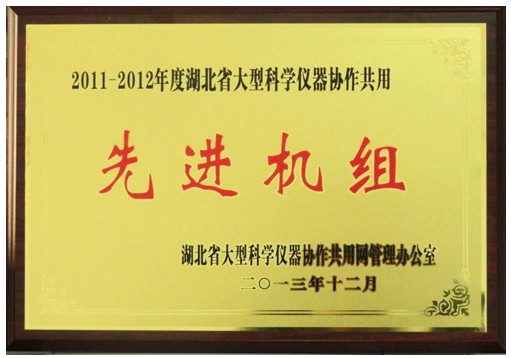 2011-2012年度湖北省大型科学仪器协作共用
先进机组
湖北省大型科学仪器协作共用网管理办公室
二〇一三年十二月